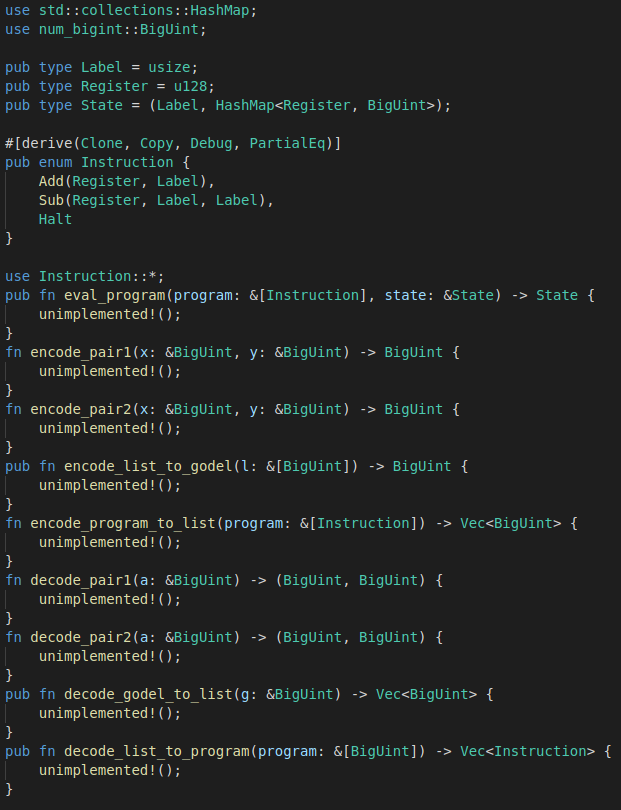 use std::collections::HashMap;
use num_bigint::BigUint;

pub type Label = usize;
pub type Register = u128;
pub type State = (Label, HashMap<Register, BigUint>);

#[derive(Clone, Copy, Debug, PartialEq)]
pub enum Instruction {
    Add(Register, Label),
    Sub(Register, Label, Label),
    Halt
}

use Instruction::*;
pub fn eval_program(program: &[Instruction], state: &State) -> State {
    unimplemented!();
}
fn encode_pair1(x: &BigUint, y: &BigUint) -> BigUint {
    unimplemented!();
}
fn encode_pair2(x: &BigUint, y: &BigUint) -> BigUint {
    unimplemented!();
}
pub fn encode_list_to_godel(l: &[BigUint]) -> BigUint {
    unimplemented!();
}
fn encode_program_to_list(program: &[Instruction]) -> Vec<BigUint> {
    unimplemented!();
}
fn decode_pair1(a: &BigUint) -> (BigUint, BigUint) {
    unimplemented!();
}
fn decode_pair2(a: &BigUint) -> (BigUint, BigUint) {
    unimplemented!();
}
pub fn decode_godel_to_list(g: &BigUint) -> Vec<BigUint> {
    unimplemented!();
}
pub fn decode_list_to_program(program: &[BigUint]) -> Vec<Instruction> {
    unimplemented!();
}